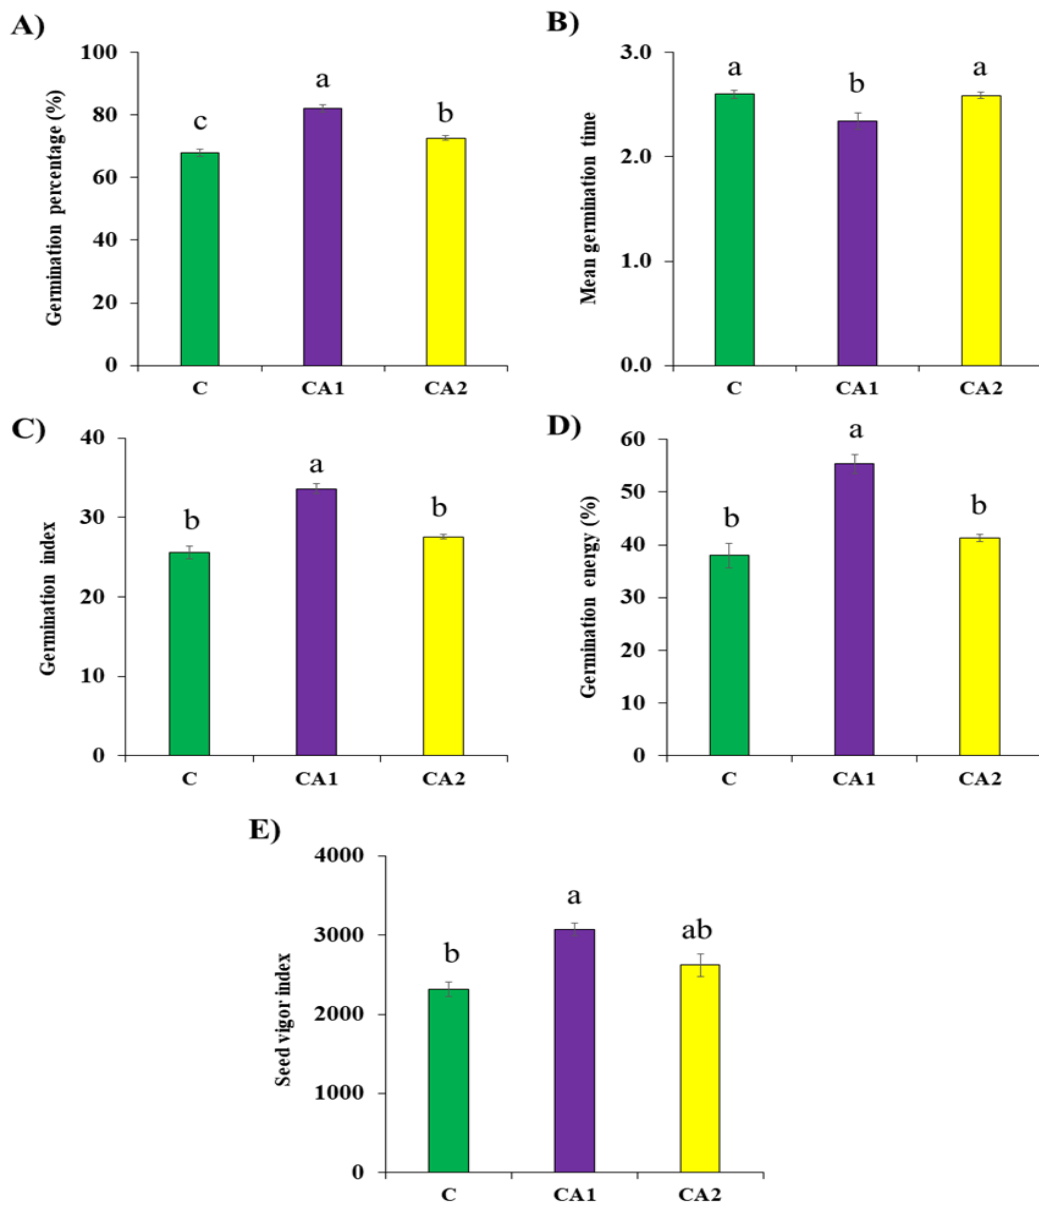 A)
Germination percentage (%)
100
80
60
40
20
0
c
a
b
C
CA1
CA2
B)
Mean germination time
3.0
2.0
1.0
0.0
a
b
a
C
CA1
CA2
C)
Germination index
40
30
20
10
0
b
a
b
C
CA1
CA2
D)
Germination energy (%)
60
50
40
30
20
10
0
b
a
b
C
CA1
CA2
E)
Seed vigor index
4000
3000
2000
1000
0
b
a
ab
C
CA1
CA2